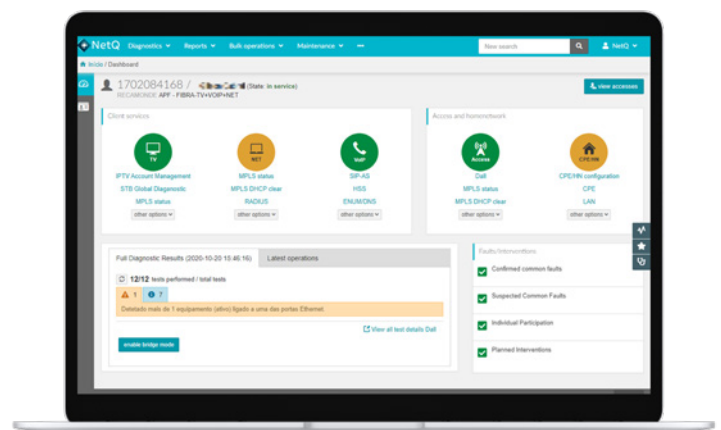 NetQ Diagnostics Reports Bulk operations Maintenance New search NetQ
Início / Dashboard
1702084168 / (State: in service) view accesses
RECAMONDE APF - FIBRA-TV+VOIP+NET
Client services Access and homenetwork
TV NET VoIP Access CPE/HN
IPTV Account Management MPLS status SIP-AS Dall CPE/HN configuration
STB Global Diagnostic MPLS DHCP clear HSS MPLS status CPE
MPLS status RADIUS ENUM/DNS MPLS DHCP clear LAN
other options other options other options other options other options
Full Diagnostic Results (2020-10-20 15:46:16) Latest operations Faults/Interventions
12/12 tests performed / total tests Confirmed common faults
1 7 Suspected Common Faults
Detetado mais de 1 equipamento (ativo) ligado a uma das portas Ethernet.
View all test details Dall Individual Participation
enable bridge mode Planned Interventions